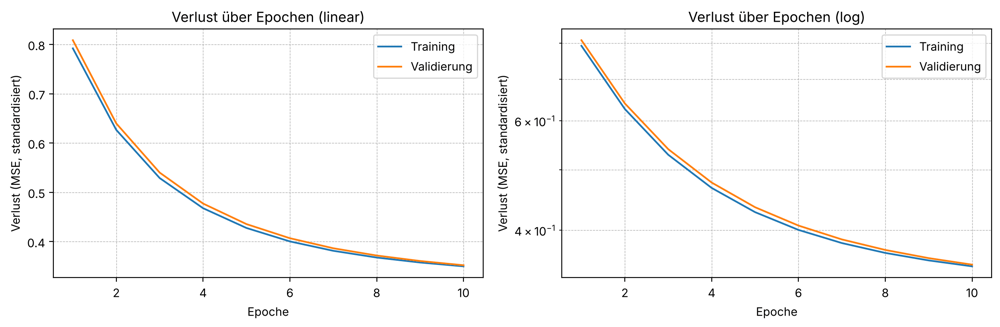 Verlust über Epochen (linear)
Verlust (MSE, standardisiert)
0.8
0.7
0.6
0.5
0.4
Training
Validierung
2
4
6
8
10
Epoche
Verlust über Epochen (log)
Verlust (MSE, standardisiert)
6 × 10⁻¹
4 × 10⁻¹
Training
Validierung
2
4
6
8
10
Epoche